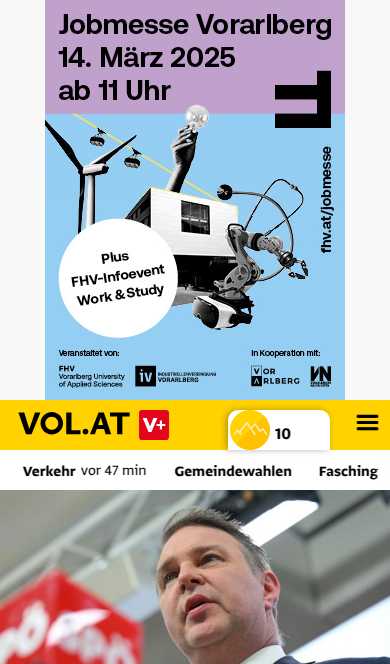 Jobmesse Vorarlberg
14. März 2025
ab 11 Uhr
fhv.at/jobmesse
Plus
FHV-Infoevent
Work & Study
Veranstaltet von:
FHV
Vorarlberg University
of Applied Sciences
iv INDUSTRIELLENVEREINIGUNG
VORARLBERG
In Kooperation mit:
VOR
ARLBERG
VOL.AT V+
10
Verkehr vor 47 min Gemeindewahlen Fasching